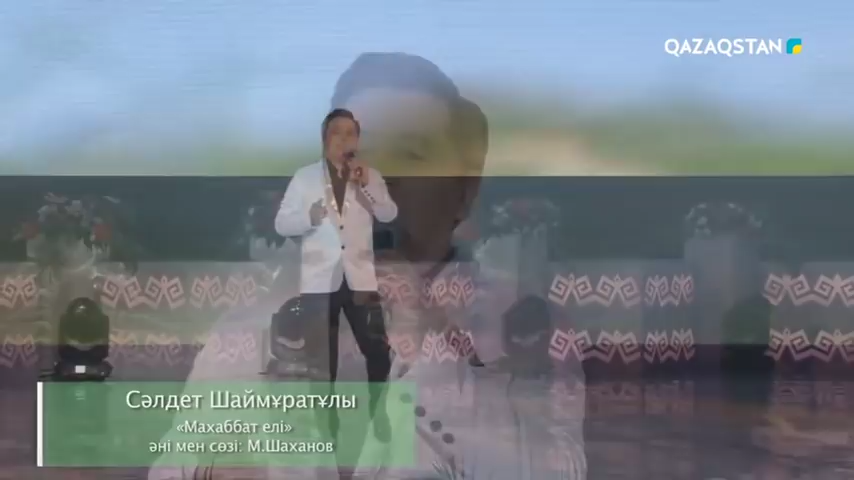 QAZAQSTAN
Сәлдет Шаймұратұлы
«Махаббат елі»
әні мен сөзі: М.Шаханов